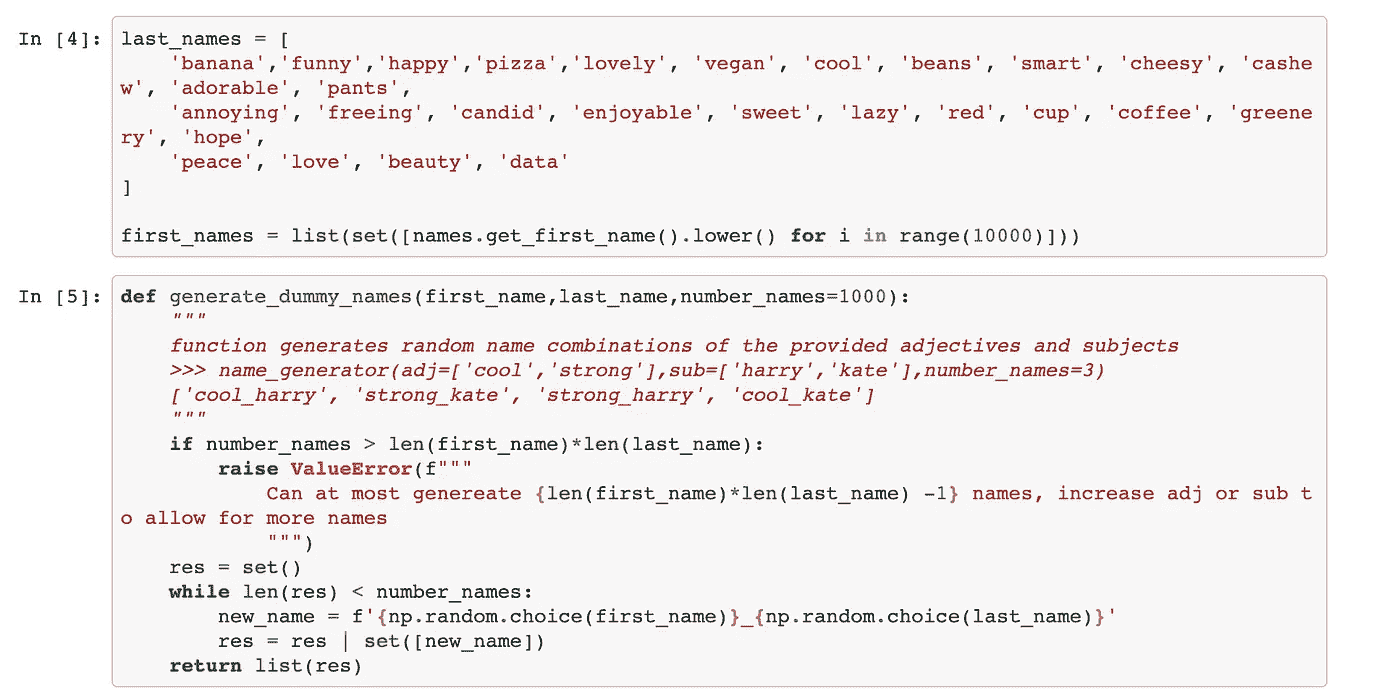 In [4]: last_names = [
    'banana','funny','happy','pizza','lovely', 'vegan', 'cool', 'beans', 'smart', 'cheesy', 'cashe
w', 'adorable', 'pants',
    'annoying', 'freeing', 'candid', 'enjoyable', 'sweet', 'lazy', 'red', 'cup', 'coffee', 'greene
ry', 'hope',
    'peace', 'love', 'beauty', 'data'
]
first_names = list(set([names.get_first_name().lower() for i in range(10000)]))
In [5]: def generate_dummy_names(first_name,last_name,number_names=1000):
    """
    function generates random name combinations of the provided adjectives and subjects
    >>> name_generator(adj=['cool','strong'],sub=['harry','kate'],number_names=3)
    ['cool_harry', 'strong_kate', 'strong_harry', 'cool_kate']
    """
    if number_names > len(first_name)*len(last_name):
        raise ValueError(f"""
            Can at most genereate {len(first_name)*len(last_name) -1} names, increase adj or sub t
o allow for more names
            """)
    res = set()
    while len(res) < number_names:
        new_name = f'{np.random.choice(first_name)}_{np.random.choice(last_name)}'
        res = res | set([new_name])
    return list(res)